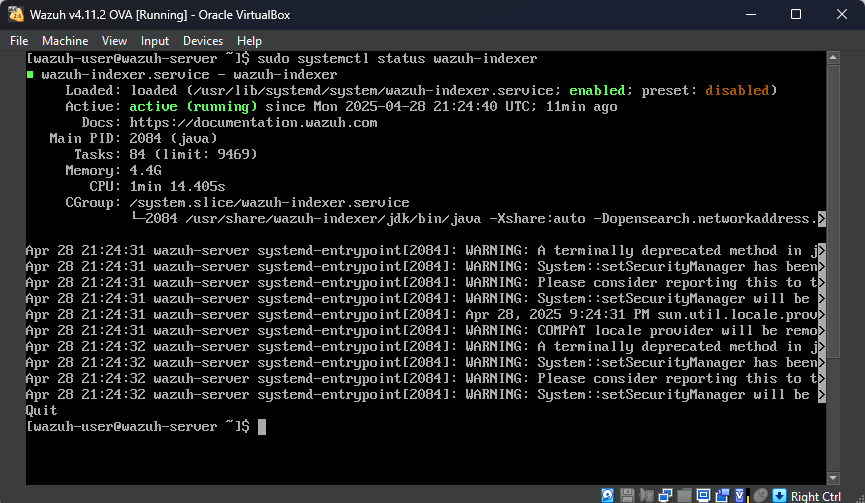 Wazuh v4.11.2 OVA [Running] - Oracle VirtualBox
File Machine View Input Devices Help
[wazuh-user@wazuh-server ~]$ sudo systemctl status wazuh-indexer
wazuh-indexer.service - wazuh-indexer
Loaded: loaded (/usr/lib/systemd/system/wazuh-indexer.service; enabled; preset: disabled)
Active: active (running) since Mon 2025-04-28 21:24:40 UTC; 11min ago
Docs: https://documentation.wazuh.com
Main PID: 2084 (java)
Tasks: 84 (limit: 9469)
Memory: 4.4G
CPU: 1min 14.405s
CGroup: /system.slice/wazuh-indexer.service
└─2084 /usr/share/wazuh-indexer/jdk/bin/java -Xshare:auto -Dopensearch.networkaddress.>
Apr 28 21:24:31 wazuh-server systemd-entrypoint[2084]: WARNING: A terminally deprecated method in j>
Apr 28 21:24:31 wazuh-server systemd-entrypoint[2084]: WARNING: System::setSecurityManager has been>
Apr 28 21:24:31 wazuh-server systemd-entrypoint[2084]: WARNING: Please consider reporting this to t>
Apr 28 21:24:31 wazuh-server systemd-entrypoint[2084]: WARNING: System::setSecurityManager will be >
Apr 28 21:24:31 wazuh-server systemd-entrypoint[2084]: Apr 28, 2025 9:24:31 PM sun.util.locale.prov>
Apr 28 21:24:31 wazuh-server systemd-entrypoint[2084]: WARNING: COMPAT locale provider will be remo>
Apr 28 21:24:32 wazuh-server systemd-entrypoint[2084]: WARNING: A terminally deprecated method in j>
Apr 28 21:24:32 wazuh-server systemd-entrypoint[2084]: WARNING: System::setSecurityManager has been>
Apr 28 21:24:32 wazuh-server systemd-entrypoint[2084]: WARNING: Please consider reporting this to t>
Apr 28 21:24:32 wazuh-server systemd-entrypoint[2084]: WARNING: System::setSecurityManager will be >
Quit
[wazuh-user@wazuh-server ~]$
Right Ctrl